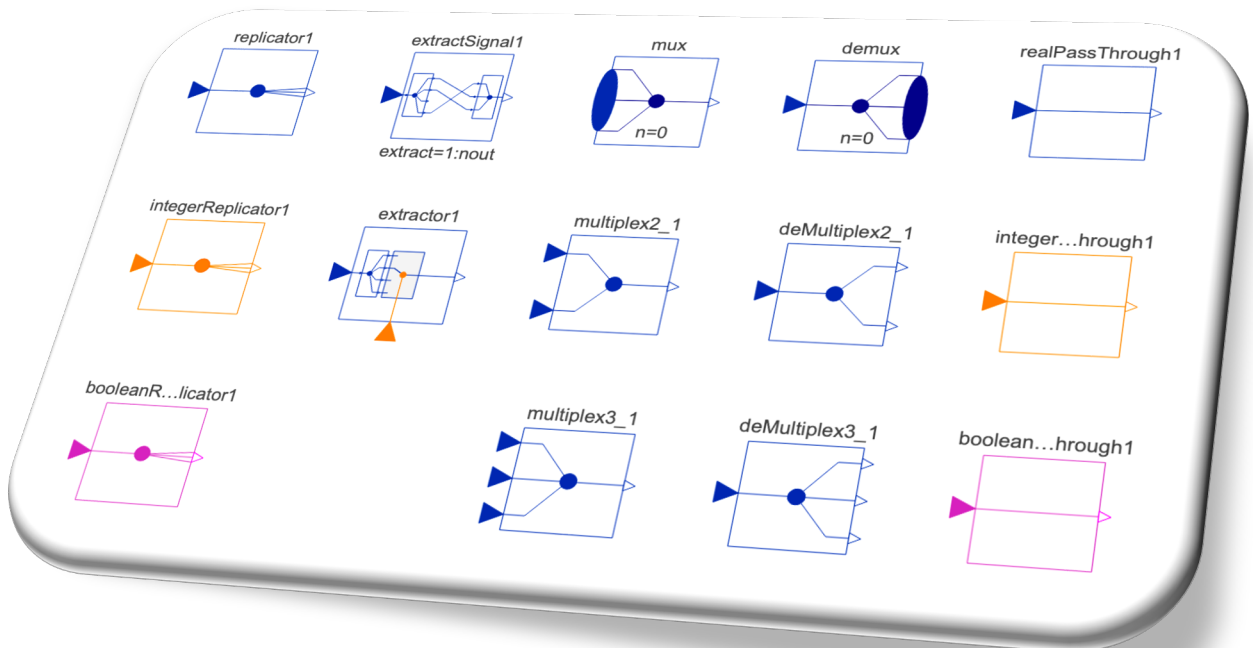 replicator1
extractSignal1
mux
demux
realPassThrough1
n=0
n=0
extract=1:nout
integerReplicator1
extractor1
multiplex2_1
deMultiplex2_1
integer...hrough1
booleanR...licator1
multiplex3_1
deMultiplex3_1
boolean...hrough1